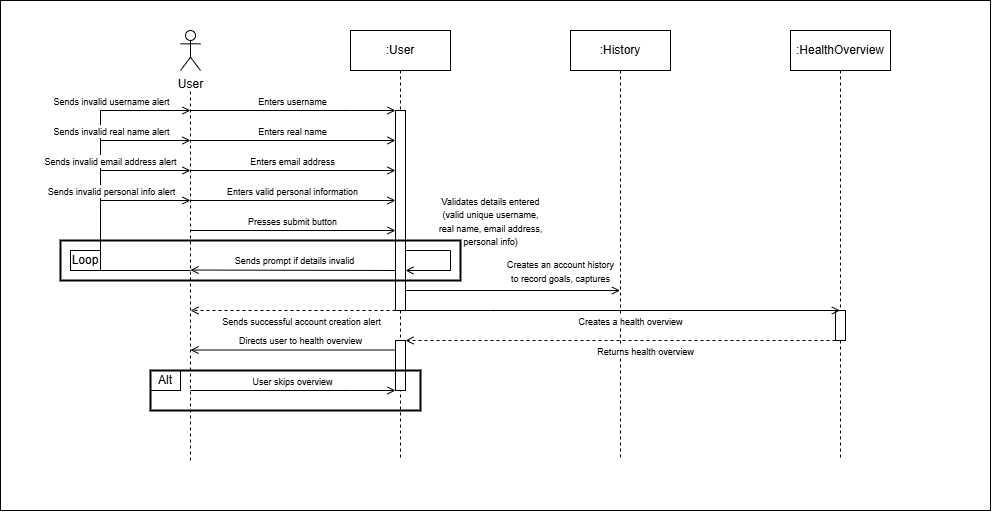 :User
:History
:HealthOverview
User
Sends invalid username alert
Enters username
Sends invalid real name alert
Enters real name
Sends invalid email address alert
Enters email address
Sends invalid personal info alert
Enters valid personal information
Validates details entered
(valid unique username,
real name, email address,
personal info)
Presses submit button
Loop
Sends prompt if details invalid
Creates an account history
to record goals, captures
Sends successful account creation alert
Creates a health overview
Directs user to health overview
Returns health overview
Alt
User skips overview